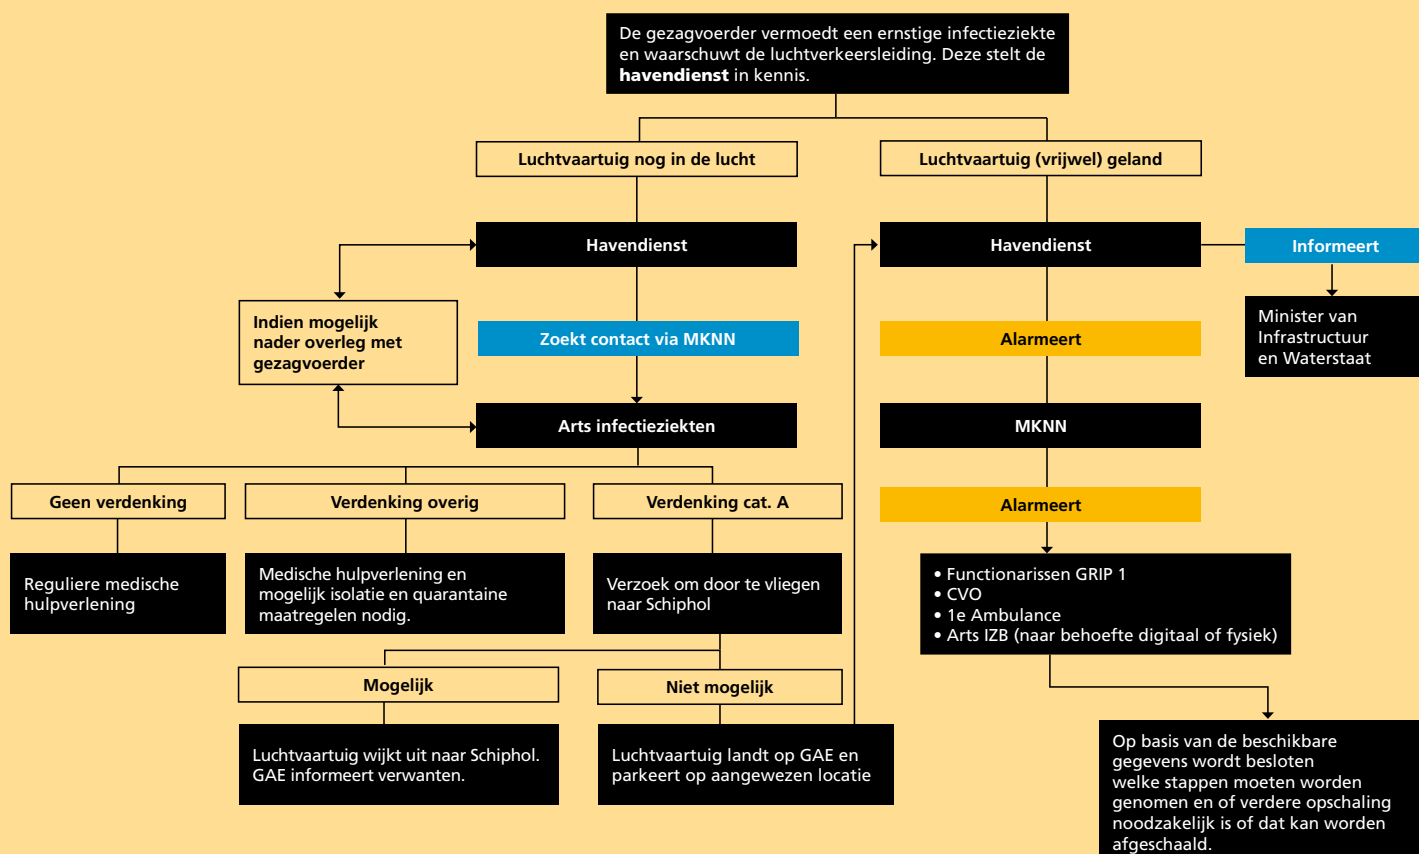 De gezagvoerder vermoedt een ernstige infectieziekte
en waarschuwt de luchtverkeersleiding. Deze stelt de
havendienst in kennis.
Luchtvaartuig nog in de lucht
Luchtvaartuig (vrijwel) geland
Havendienst
Havendienst
Informeert
Indien mogelijk
nader overleg met
gezagvoerder
Zoekt contact via MKNN
Alarmeert
Minister van
Infrastructuur
en Waterstaat
Arts infectieziekten
MKNN
Geen verdenking
Verdenking overig
Verdenking cat. A
Alarmeert
Reguliere medische
hulpverlening
Medische hulpverlening en
mogelijk isolatie en quarantaine
maatregelen nodig.
Verzoek om door te vliegen
naar Schiphol
• Functionarissen GRIP 1
• CVO
• 1e Ambulance
• Arts IZB (naar behoefte digitaal of fysiek)
Mogelijk
Niet mogelijk
Luchtvaartuig wijkt uit naar Schiphol.
GAE informeert verwanten.
Luchtvaartuig landt op GAE en
parkeert op aangewezen locatie
Op basis van de beschikbare
gegevens wordt besloten
welke stappen moeten worden
genomen en of verdere opschaling
noodzakelijk is of dat kan worden
afgeschaald.